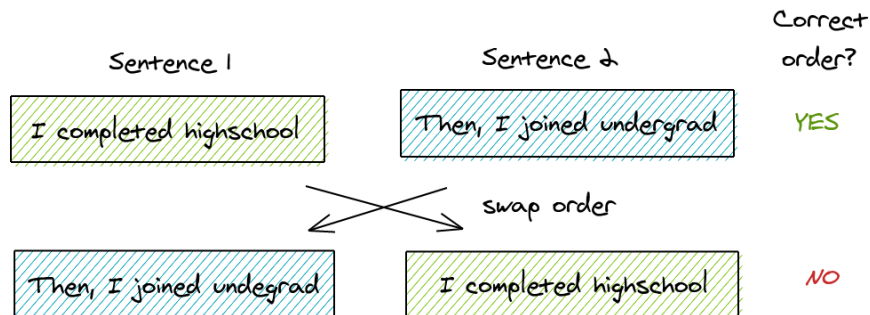 Correct
order?
Sentence 1
Sentence 2
I completed highschool
Then, I joined undergrad
YES
swap order
Then, I joined undegrad
I completed highschool
NO